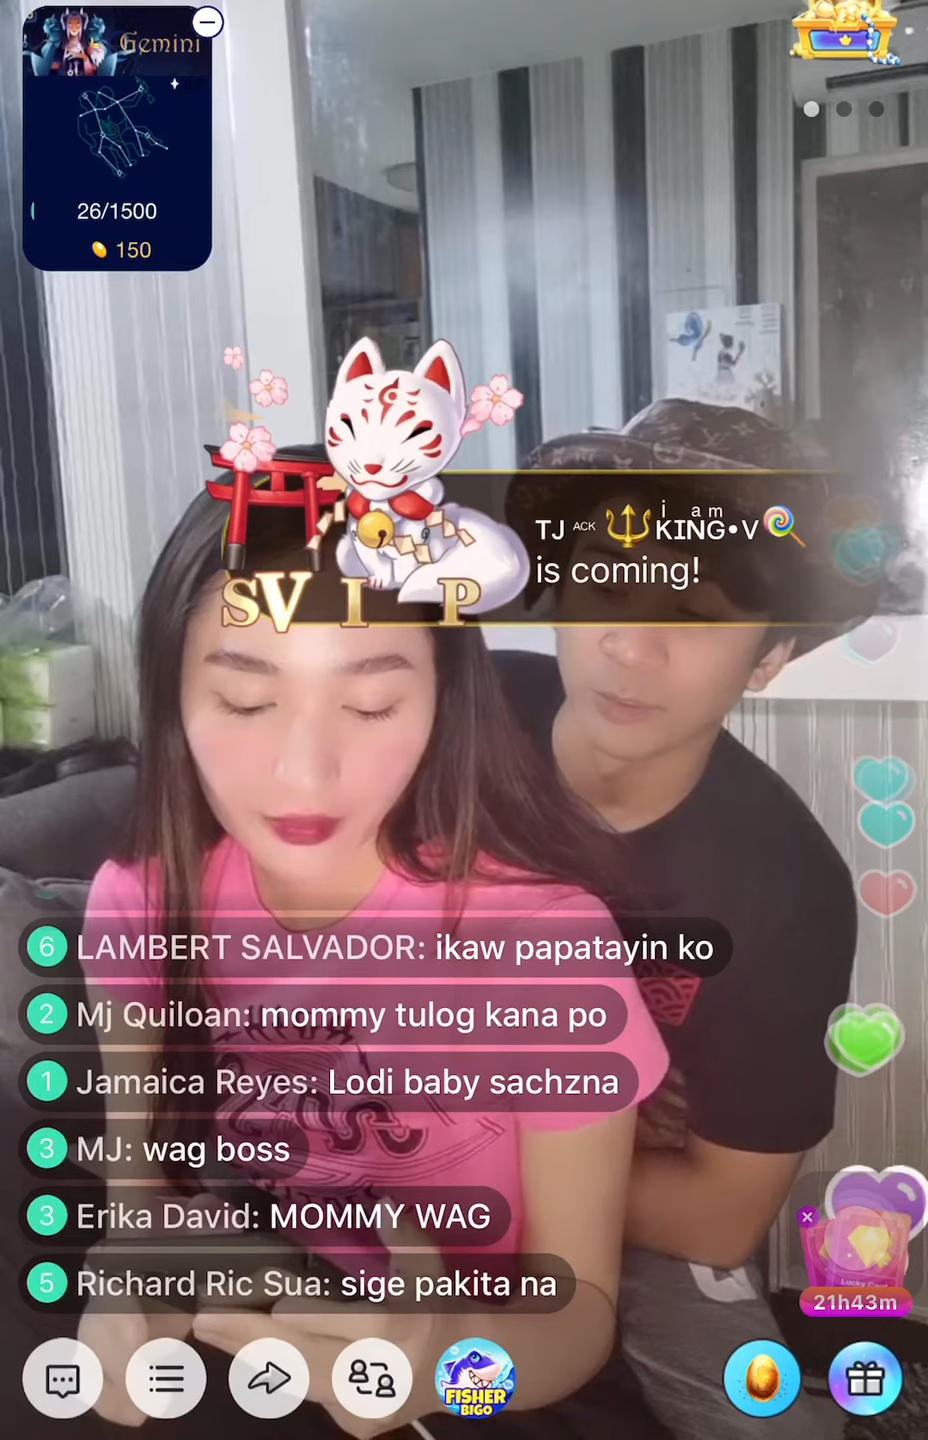 Gemini
26/1500
150
i am
TJ ACK KING•V
is coming!
SVIP
6 LAMBERT SALVADOR: ikaw papatayin ko
2 Mj Quiloan: mommy tulog kana po
1 Jamaica Reyes: Lodi baby sachzna
3 MJ: wag boss
3 Erika David: MOMMY WAG
5 Richard Ric Sua: sige pakita na
Lucky Card
21h43m
FISHER
BIGO